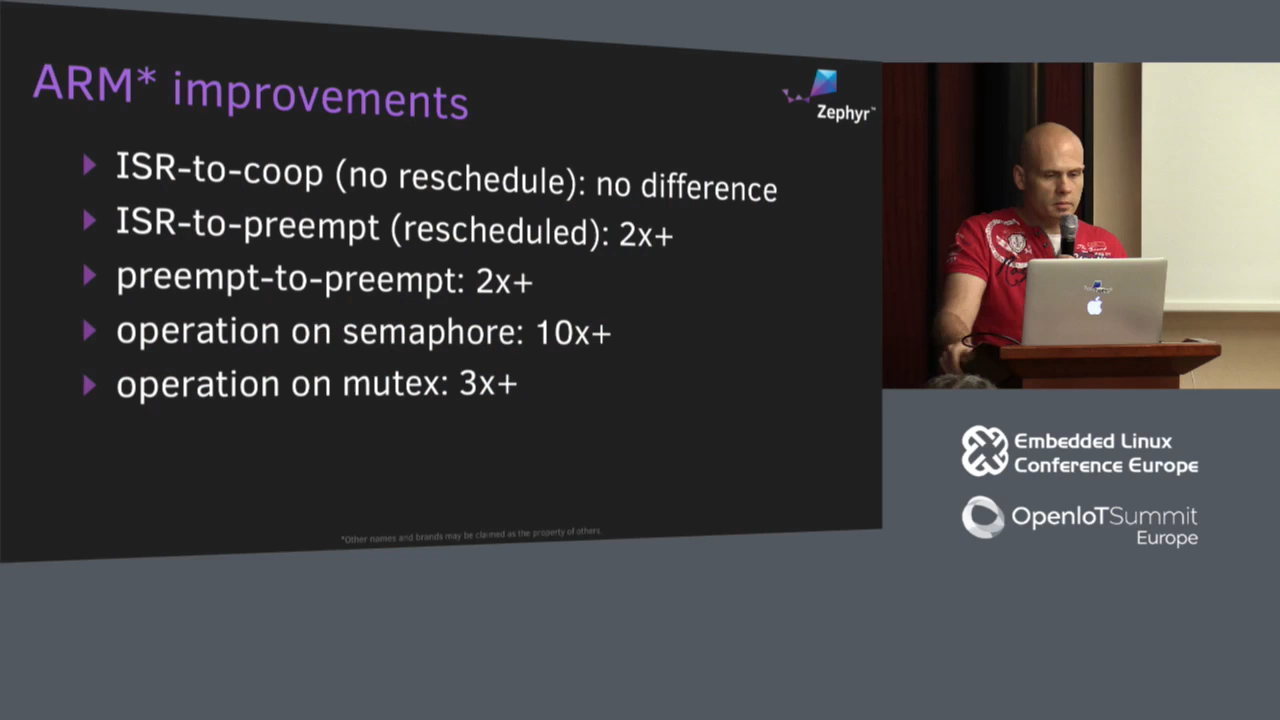 ARM* improvements
Zephyr™
ISR-to-coop (no reschedule): no difference
ISR-to-preempt (rescheduled): 2x+
preempt-to-preempt: 2x+
operation on semaphore: 10x+
operation on mutex: 3x+
*Other names and brands may be claimed as the property of others.
Embedded Linux
Conference Europe
OpenIoTSummit
Europe